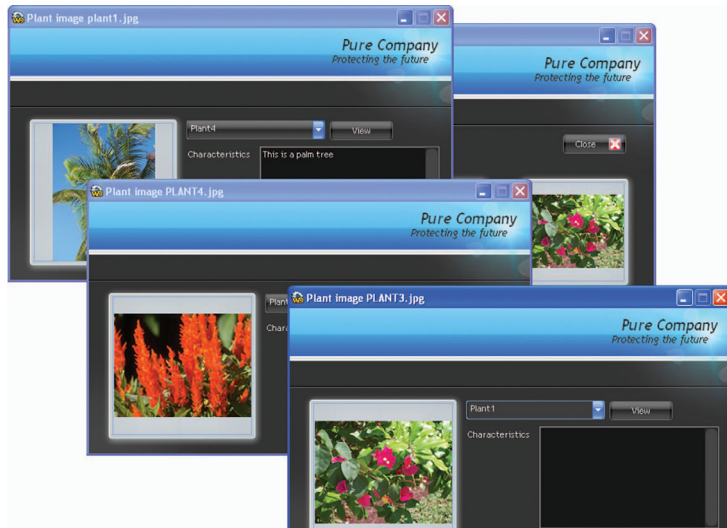 Plant image plant1.jpg
Pure Company
Protecting the future
Plant4
View
Characteristics
This is a palm tree
Pure Company
Protecting the future
Close
Plant image PLANT4.jpg
Pure Company
Protecting the future
Plant image PLANT3.jpg
Pure Company
Protecting the future
Plant1
View
Characteristics